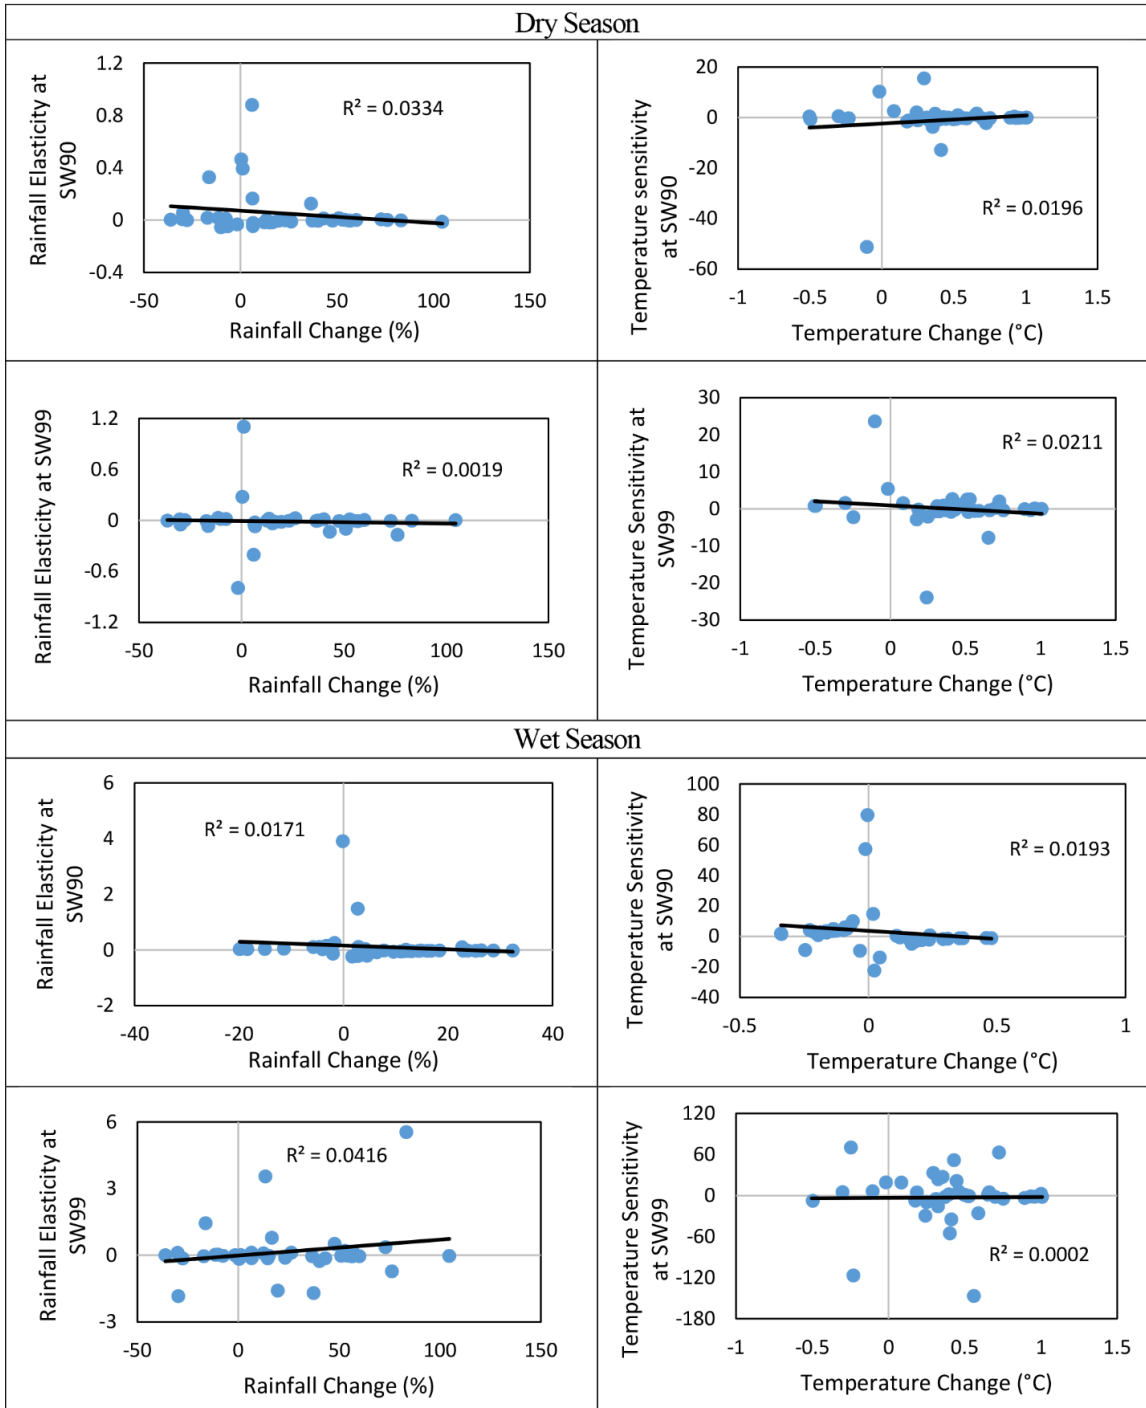 Dry Season
Rainfall Elasticity at
SW90
1.2
0.8
0.4
0
-0.4
R² = 0.0334
-50 0 50 100 150
Rainfall Change (%)
Temperature sensitivity
at SW90
20
0
-20
-40
-60
R² = 0.0196
-1 -0.5 0 0.5 1 1.5
Temperature Change (°C)
Rainfall Elasticity at SW99
1.2
0.6
0
-0.6
-1.2
R² = 0.0019
-50 0 50 100 150
Rainfall Change (%)
Temperature Sensitivity at
SW99
30
20
10
0
-10
-20
-30
R² = 0.0211
-1 -0.5 0 0.5 1 1.5
Temperature Change (°C)
Wet Season
Rainfall Elasticity at
SW90
6
4
2
0
-2
R² = 0.0171
-40 -20 0 20 40
Rainfall Change (%)
Temperature Sensitivity
at SW90
100
80
60
40
20
0
-20
-40
R² = 0.0193
-0.5 0 0.5 1
Temperature Change (°C)
Rainfall Elasticity at
SW99
6
3
0
-3
R² = 0.0416
-50 0 50 100 150
Rainfall Change (%)
Temperature Sensitivity
at SW99
120
60
0
-60
-120
-180
R² = 0.0002
-1 -0.5 0 0.5 1 1.5
Temperature Change (°C)